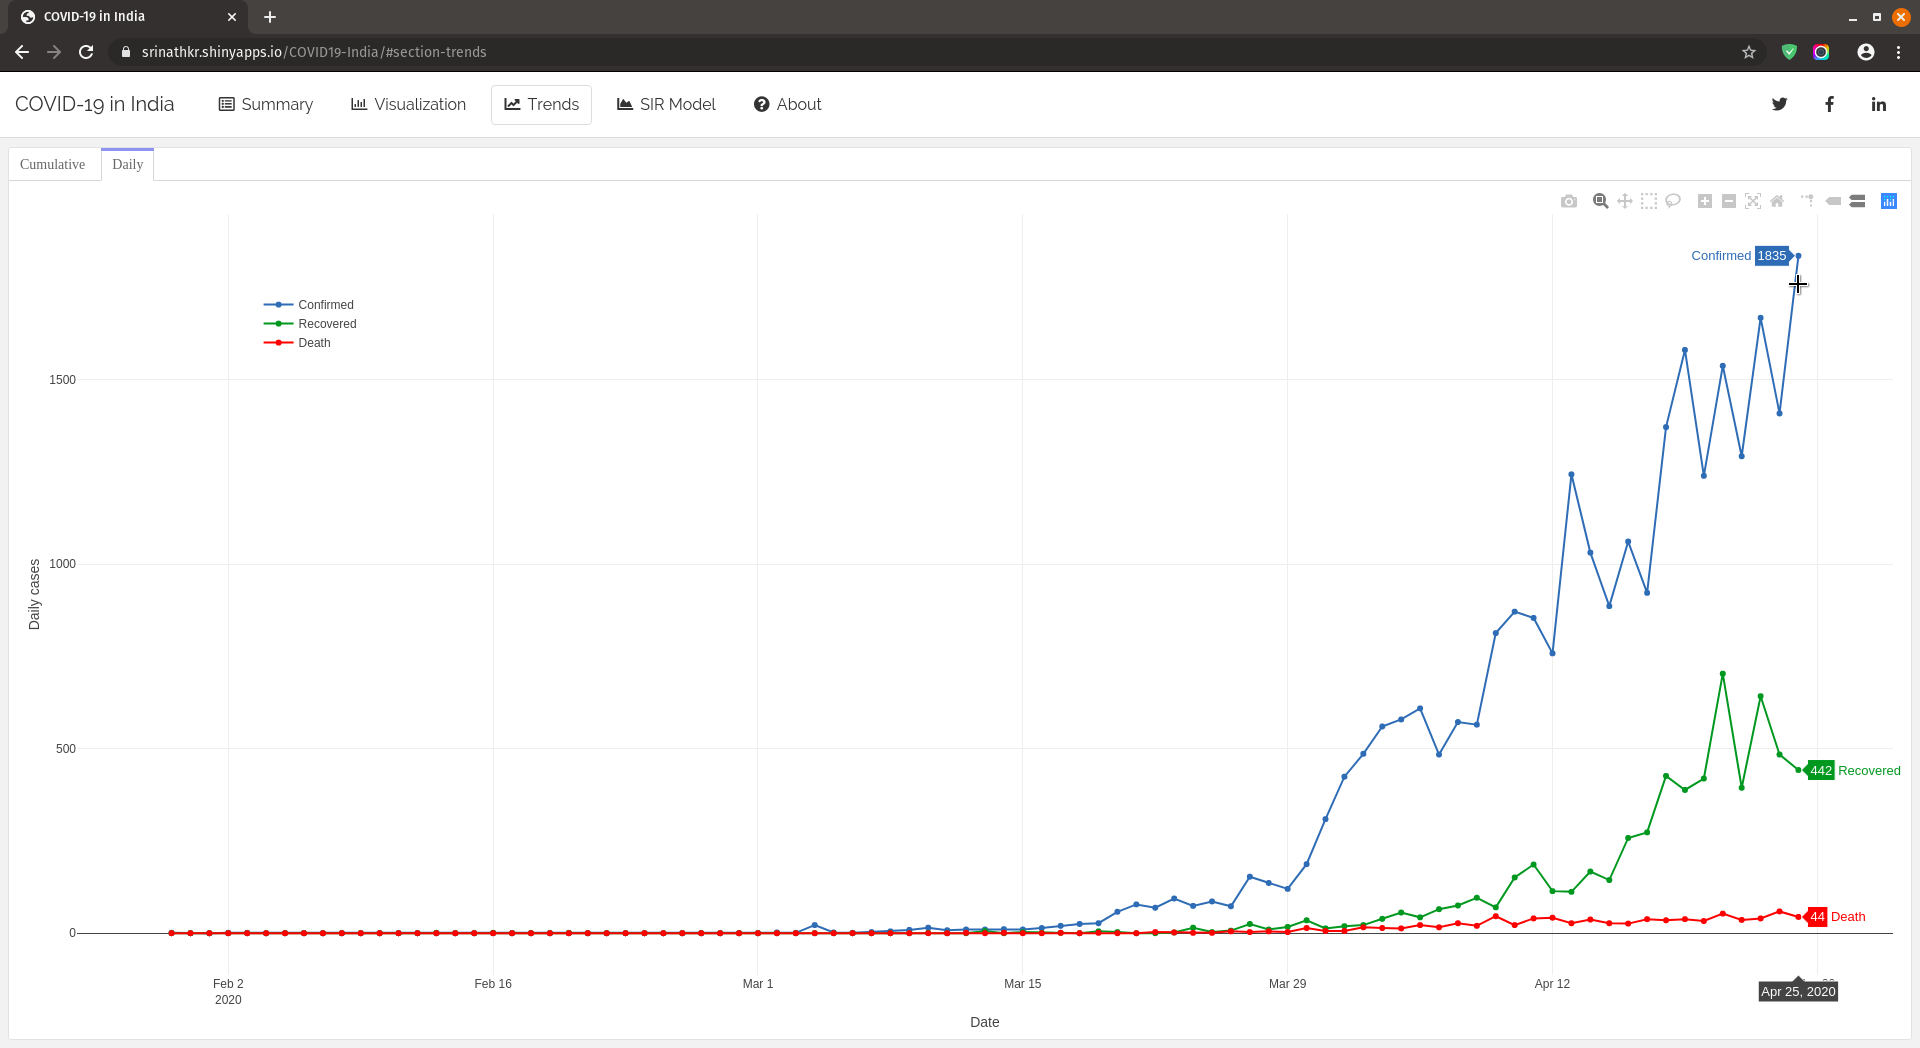 COVID-19 in India
srinathkr.shinyapps.io/COVID19-India/#section-trends
COVID-19 in India Summary Visualization Trends SIR Model About
Cumulative Daily
Confirmed 1835
Confirmed
Recovered
Death
1500
1000
500
0
Daily cases
442 Recovered
44 Death
Feb 2 Feb 16 Mar 1 Mar 15 Mar 29 Apr 12
2020
Apr 25, 2020
Date